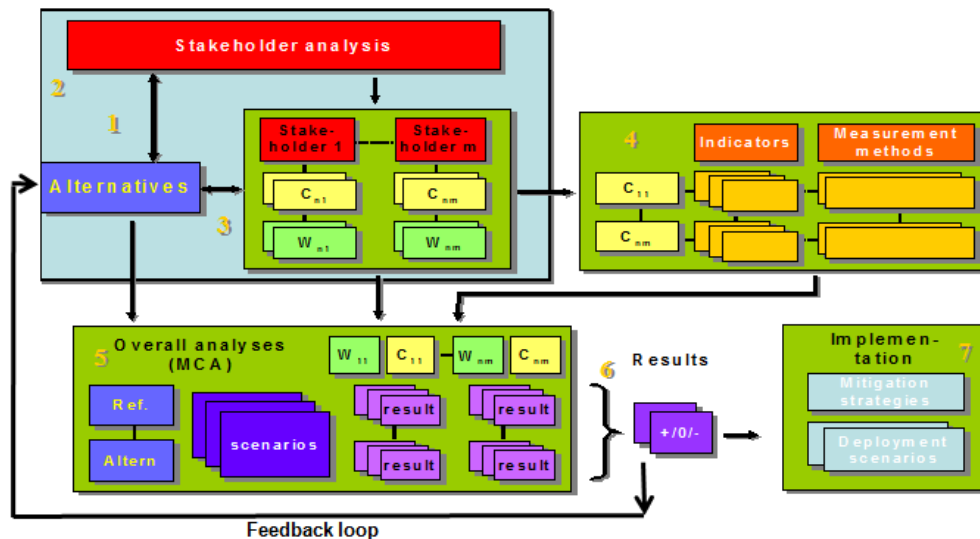 Stakeholder analysis
2
1
Stake-
holder 1
Stake-
holder m
4
Indicators
Measurement
methods
Alternatives
3
C n1
C nm
C 11
W n1
W nm
C nm
5
Overall analyses
(MCA)
W 11
C 11
W nm
C nm
6
Results
Implemen-
tation
7
Mitigation
strategies
Ref.
result
result
+/0/-
scenarios
Deployment
scenarios
Altern
result
result
Feedback loop